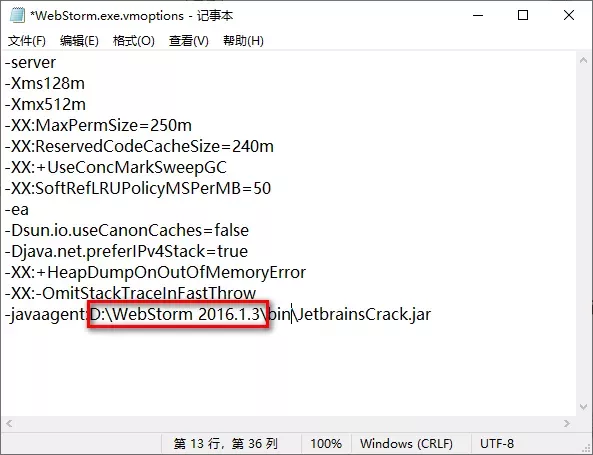 *WebStorm.exe.vmoptions - 记事本
文件(F) 编辑(E) 格式(O) 查看(V) 帮助(H)
-server
-Xms128m
-Xmx512m
-XX:MaxPermSize=250m
-XX:ReservedCodeCacheSize=240m
-XX:+UseConcMarkSweepGC
-XX:SoftRefLRUPolicyMSPerMB=50
-ea
-Dsun.io.useCanonCaches=false
-Djava.net.preferIPv4Stack=true
-XX:+HeapDumpOnOutOfMemoryError
-XX:-OmitStackTraceInFastThrow
-javaagent:D:\WebStorm 2016.1.3\bin\JetbrainsCrack.jar
第 13 行，第 36 列 100% Windows (CRLF) UTF-8